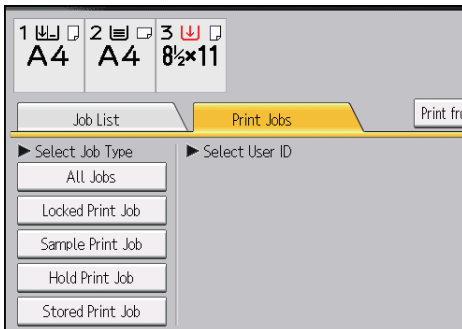 1 2 3
A4 A4 8½×11
Job List Print Jobs Print fr
▶ Select Job Type ▶ Select User ID
All Jobs
Locked Print Job
Sample Print Job
Hold Print Job
Stored Print Job